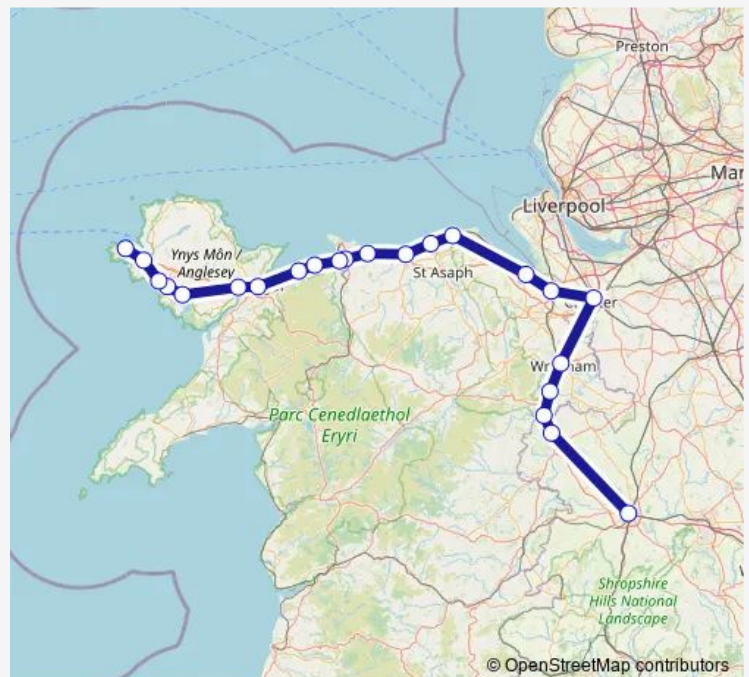 Preston
Mar
Liverpool
Ynys Môn /
Anglesey
St Asaph
Parc Cenedlaethol
Eryri
Shropshire
Hills National
Landscape
© OpenStreetMap contributors